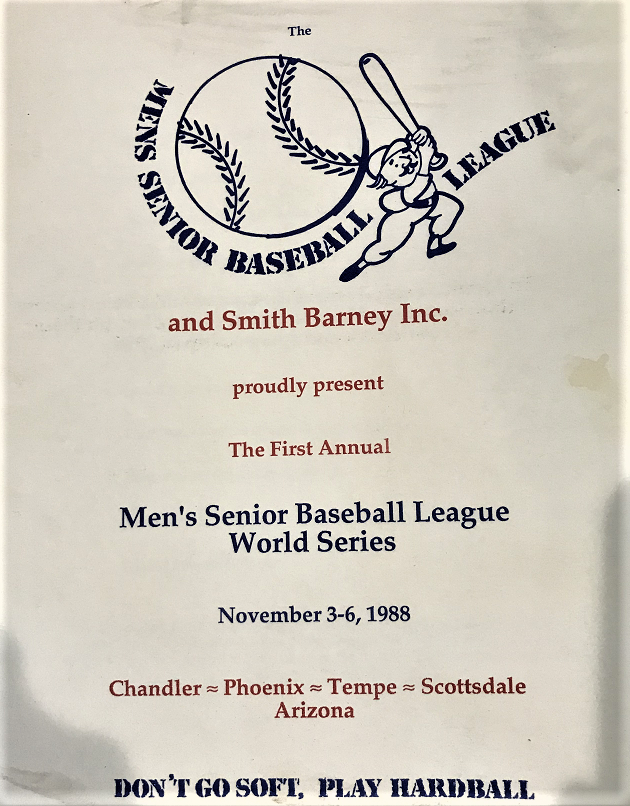 The
MENS SENIOR BASEBALL LEAGUE
and Smith Barney Inc.
proudly present
The First Annual
Men's Senior Baseball League
World Series
November 3-6, 1988
Chandler ≈ Phoenix ≈ Tempe ≈ Scottsdale
Arizona
DON'T GO SOFT, PLAY HARDBALL